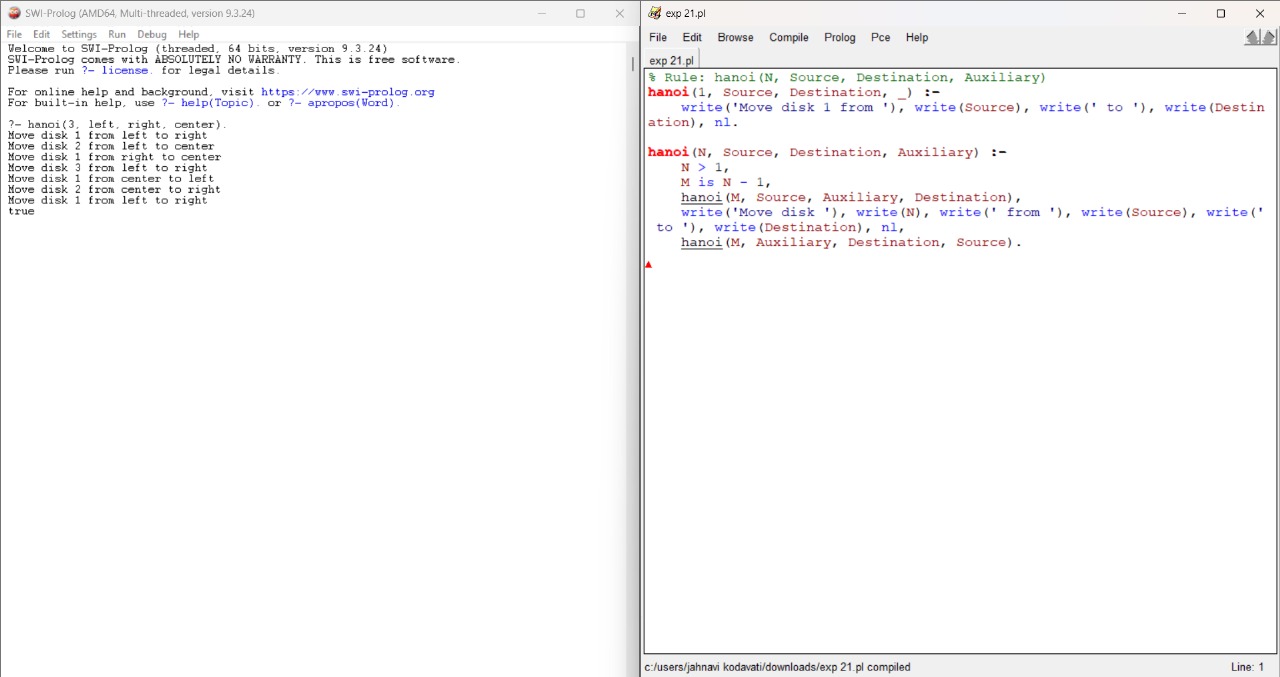 SWI-Prolog (AMD64, Multi-threaded, version 9.3.24)
File Edit Settings Run Debug Help
Welcome to SWI-Prolog (threaded, 64 bits, version 9.3.24)
SWI-Prolog comes with ABSOLUTELY NO WARRANTY. This is free software.
Please run ?- license. for legal details.
For online help and background, visit https://www.swi-prolog.org
For built-in help, use ?- help(Topic). or ?- apropos(Word).
?- hanoi(3, left, right, center).
Move disk 1 from left to right
Move disk 2 from left to center
Move disk 1 from right to center
Move disk 3 from left to right
Move disk 1 from center to left
Move disk 2 from center to right
Move disk 1 from left to right
true
exp 21.pl
File Edit Browse Compile Prolog Pce Help
exp 21.pl
% Rule: hanoi(N, Source, Destination, Auxiliary)
hanoi(1, Source, Destination, _) :-
    write('Move disk 1 from '), write(Source), write(' to '), write(Destin
ation), nl.
hanoi(N, Source, Destination, Auxiliary) :-
    N > 1,
    M is N - 1,
    hanoi(M, Source, Auxiliary, Destination),
    write('Move disk '), write(N), write(' from '), write(Source), write('
 to '), write(Destination), nl,
    hanoi(M, Auxiliary, Destination, Source).
c:/users/jahnavi kodavati/downloads/exp 21.pl compiled
Line: 1